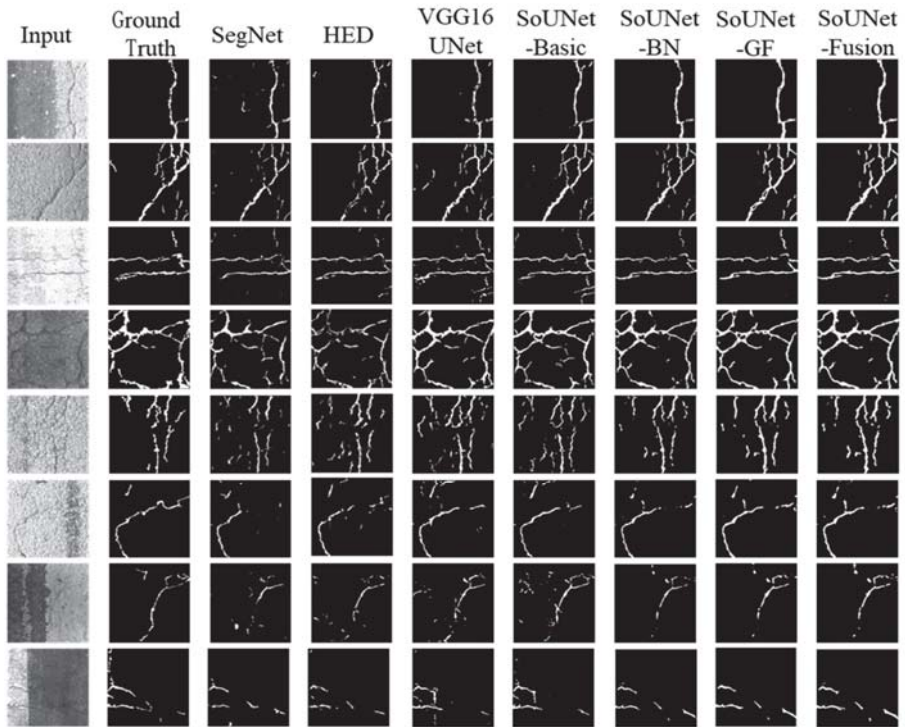 Input
Ground Truth
SegNet
HED
VGG16 UNet
SoUNet -Basic
SoUNet -BN
SoUNet -GF
SoUNet -Fusion